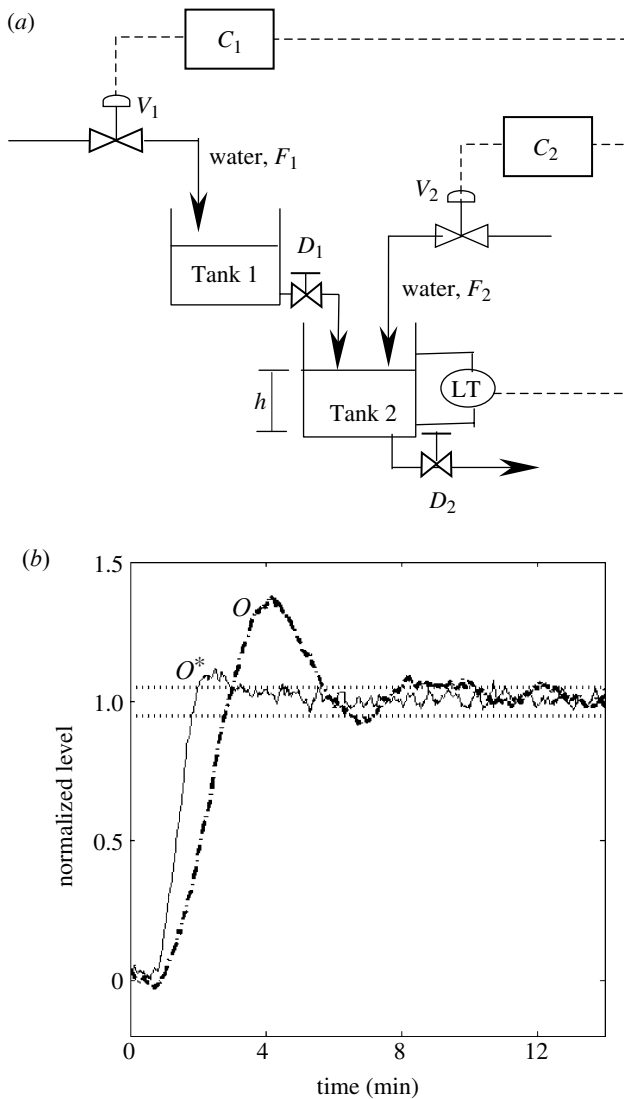 (a)
C1
V1
water, F1
C2
V2
D1
Tank 1
water, F2
LT
h
Tank 2
D2
(b)
1.5
O
O*
1.0
normalized level
0.5
0
0 4 8 12
time (min)